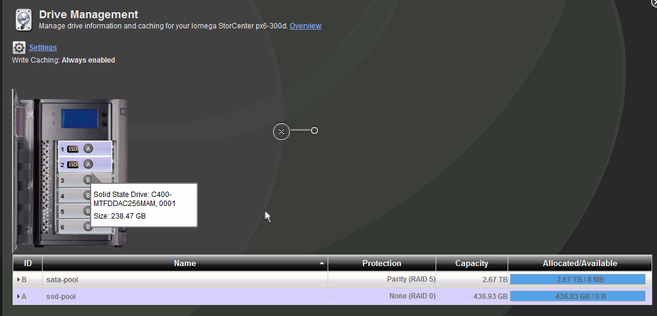 Drive Management
Manage drive information and caching for your Iomega StorCenter px6-300d. Overview
Settings
Write Caching: Always enabled
1 SSD A
2 SSD A
3 B
4 B
5 B
6 B
Solid State Drive: C400-
MTFDDAC256MAM, 0001
Size: 238.47 GB
ID Name Protection Capacity Allocated/Available
B sata-pool Parity (RAID 5) 2.67 TB 2.67 TB / 8 MB
A ssd-pool None (RAID 0) 436.93 GB 436.93 GB / 0 B